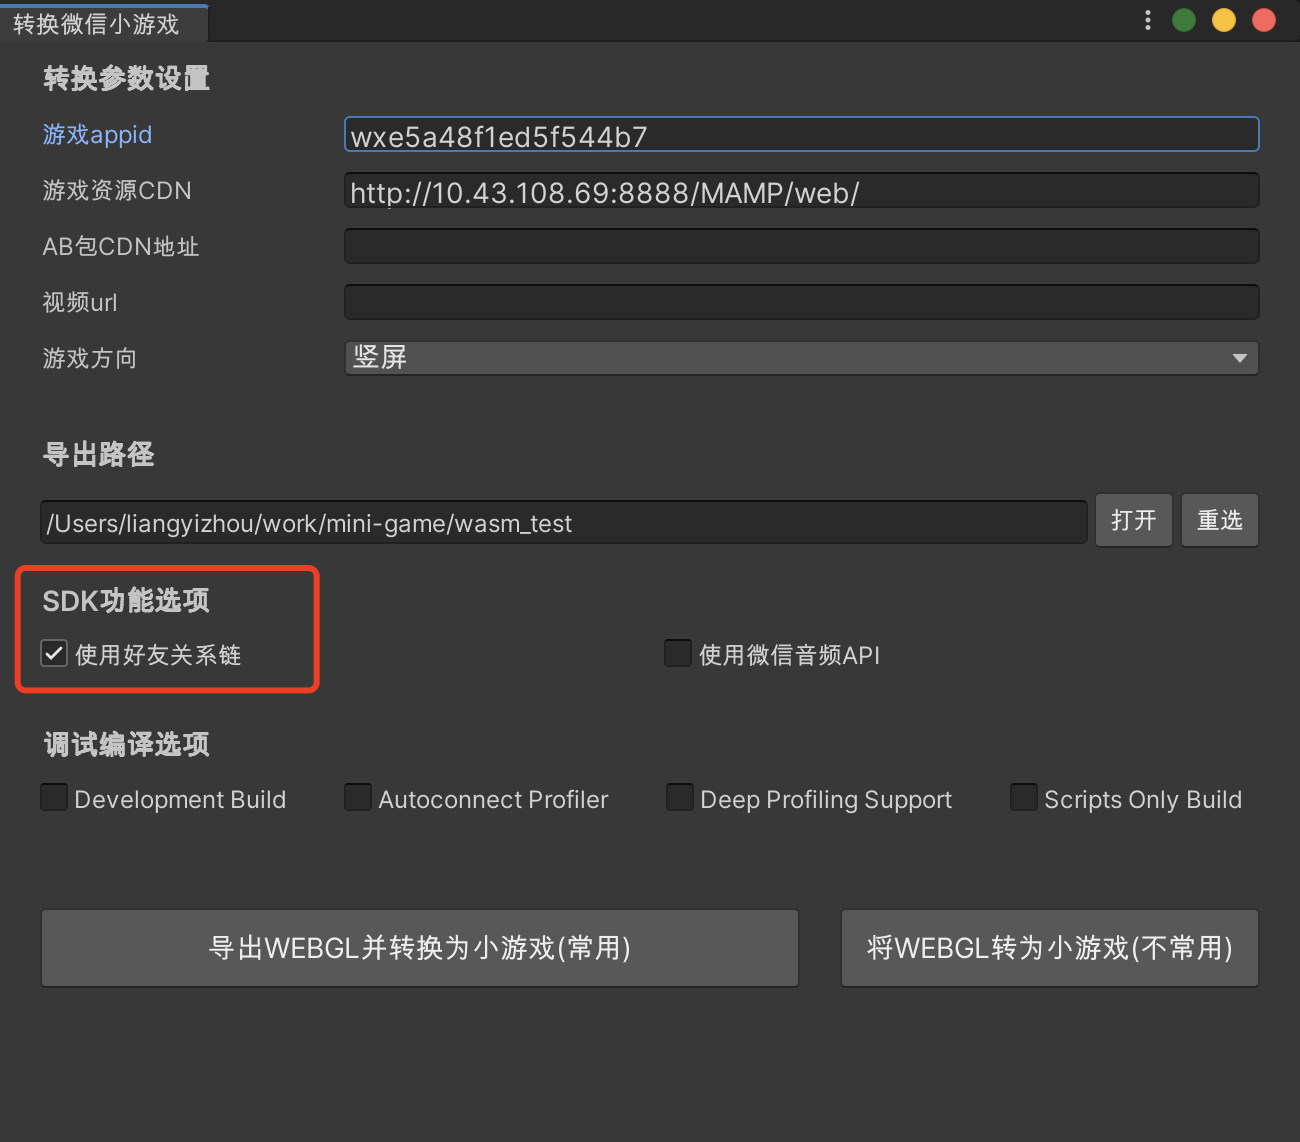 转换微信小游戏
转换参数设置
游戏appid wxe5a48f1ed5f544b7
游戏资源CDN http://10.43.108.69:8888/MAMP/web/
AB包CDN地址
视频url
游戏方向 竖屏
导出路径
/Users/liangyizhou/work/mini-game/wasm_test 打开 重选
SDK功能选项
使用好友关系链 使用微信音频API
调试编译选项
Development Build Autoconnect Profiler Deep Profiling Support Scripts Only Build
导出WEBGL并转换为小游戏(常用) 将WEBGL转为小游戏(不常用)